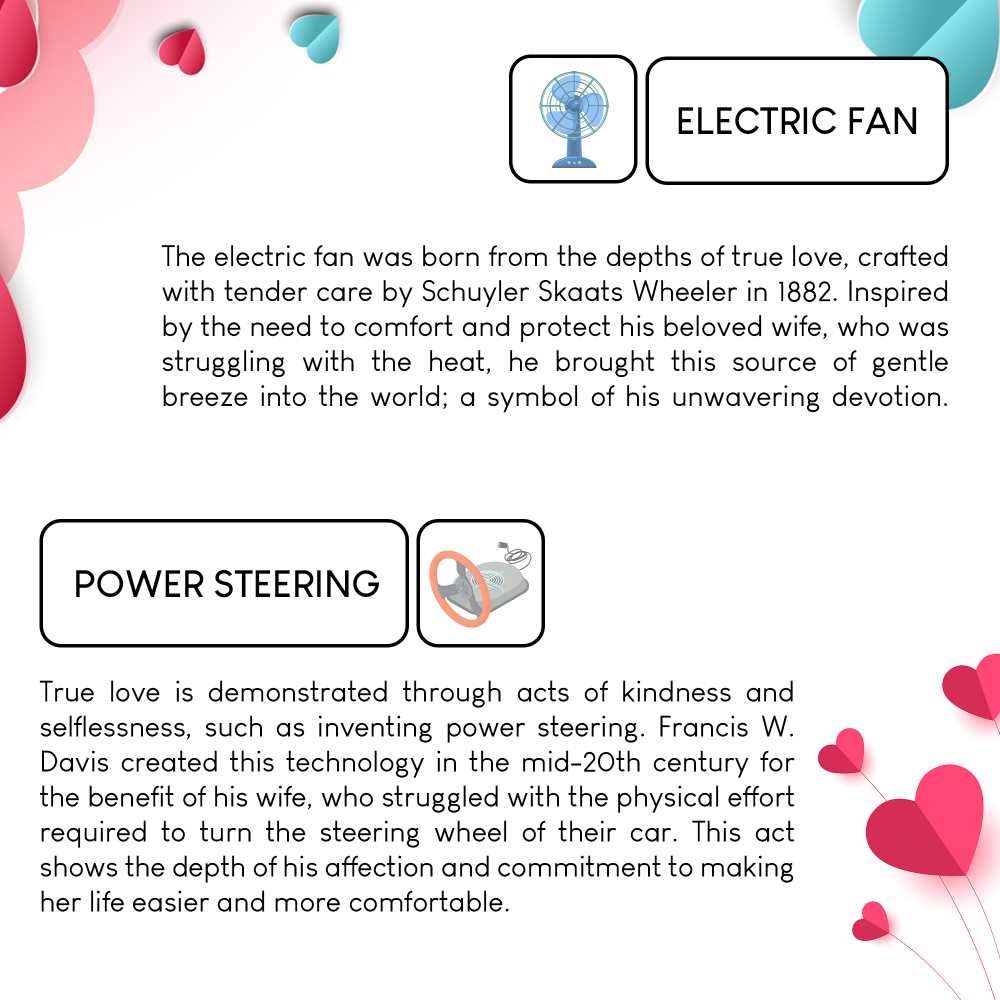 ELECTRIC FAN
The electric fan was born from the depths of true love, crafted
with tender care by Schuyler Skaats Wheeler in 1882. Inspired
by the need to comfort and protect his beloved wife, who was
struggling with the heat, he brought this source of gentle
breeze into the world; a symbol of his unwavering devotion.
POWER STEERING
True love is demonstrated through acts of kindness and
selflessness, such as inventing power steering. Francis W.
Davis created this technology in the mid-20th century for
the benefit of his wife, who struggled with the physical effort
required to turn the steering wheel of their car. This act
shows the depth of his affection and commitment to making
her life easier and more comfortable.